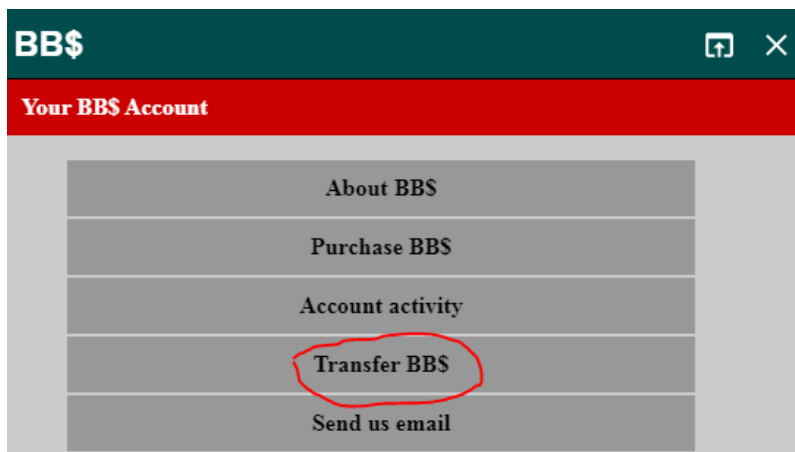 BB$
Your BB$ Account
About BB$
Purchase BB$
Account activity
Transfer BB$
Send us email